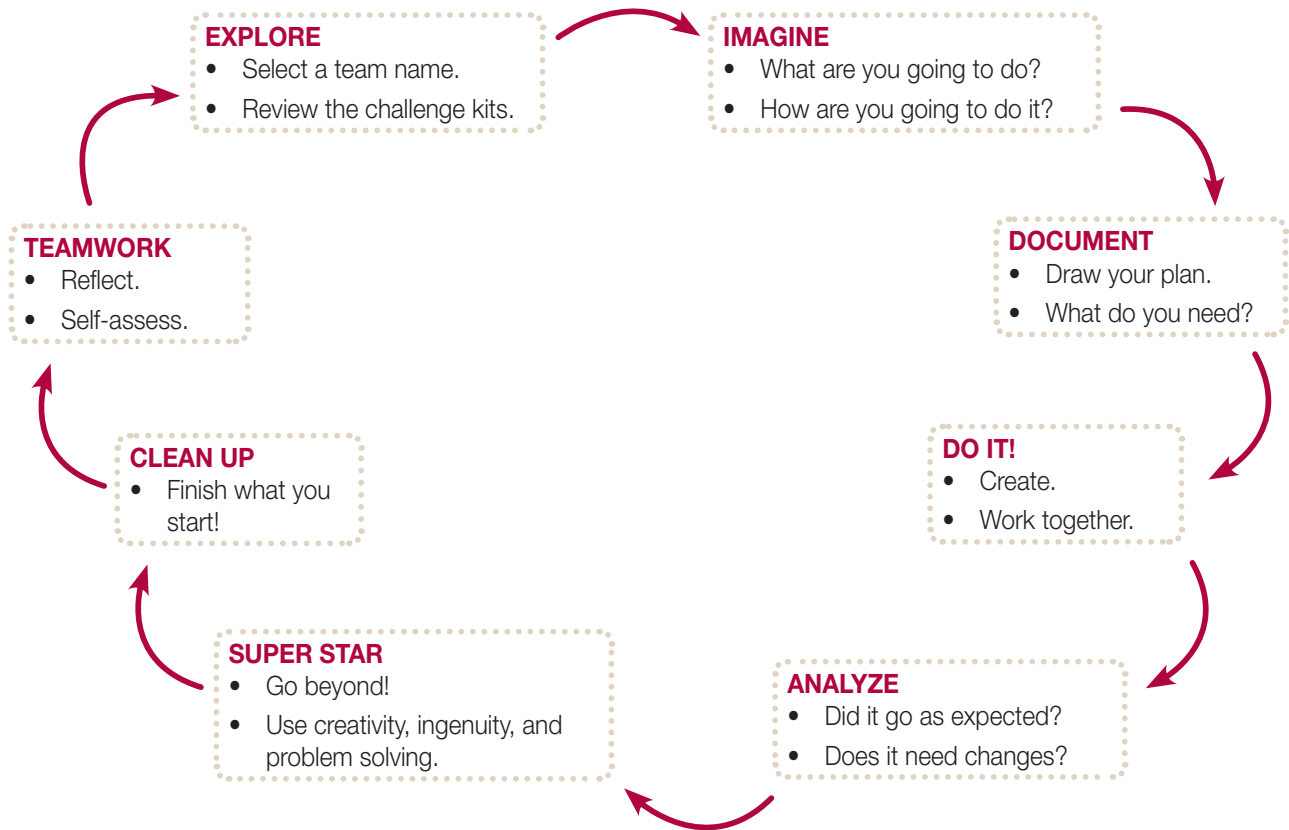 EXPLORE
• Select a team name.
• Review the challenge kits.
IMAGINE
• What are you going to do?
• How are you going to do it?
DOCUMENT
• Draw your plan.
• What do you need?
DO IT!
• Create.
• Work together.
ANALYZE
• Did it go as expected?
• Does it need changes?
SUPER STAR
• Go beyond!
• Use creativity, ingenuity, and
problem solving.
CLEAN UP
• Finish what you
start!
TEAMWORK
• Reflect.
• Self-assess.